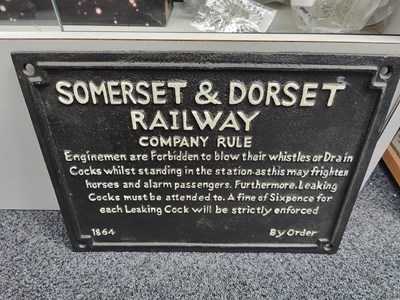 SOMERSET & DORSET
RAILWAY
COMPANY RULE
Enginemen are Forbidden to blow their whistles or Drain
Cocks whilst standing in the station.as this may frighten
horses and alarm passengers. Furthermore.Leaking
Cocks must be attended to. A fine of Sixpence for
each Leaking Cock will be strictly enforced
1864 By Order